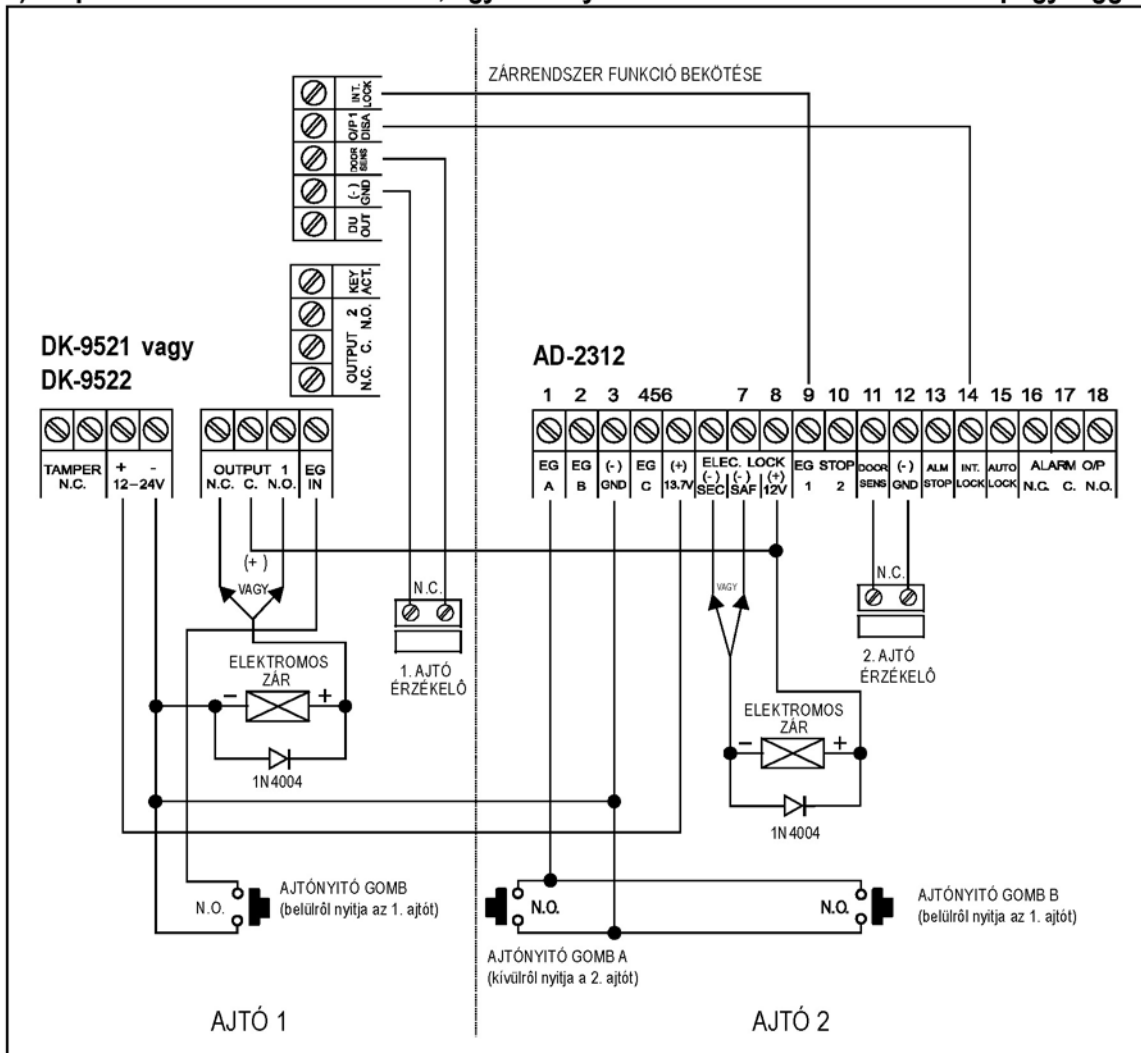 ZÁRRENDSZER FUNKCIÓ BEKÖTÉSE
INT. LOCK
O/P1 DISA
DOOR SENS
(-) GND
DU OUT
KEY ACT.
OUTPUT 2
N.C. C. N.O.
DK-9521 vagy
DK-9522
TAMPER
N.C.
+ -
12-24V
OUTPUT 1
N.C. C. N.O.
EG
IN
(+)
VAGY
ELEKTROMOS
ZÁR
- +
1N4004
N.C.
1. AJTÓ
ÉRZÉKELŐ
N.O.
AJTÓNYITÓ GOMB
(belülről nyitja az 1. ajtót)
AJTÓ 1
AD-2312
1 2 3 456 7 8 9 10 11 12 13 14 15 16 17 18
EG A
EG B
(-) GND
EG C
(+) 13.7V
ELEC. LOCK
(-) SEC
(-) SAF
(+) 12V
EG STOP
1 2
DOOR SENS
(-) GND
ALM STOP
INT. LOCK
AUTO LOCK
ALARM O/P
N.C. C. N.O.
VAGY
N.C.
2. AJTÓ
ÉRZÉKELŐ
ELEKTROMOS
ZÁR
- +
1N4004
N.O.
N.O.
AJTÓNYITÓ GOMB B
(belülről nyitja az 1. ajtót)
AJTÓNYITÓ GOMB A
(kívülről nyitja a 2. ajtót)
AJTÓ 2